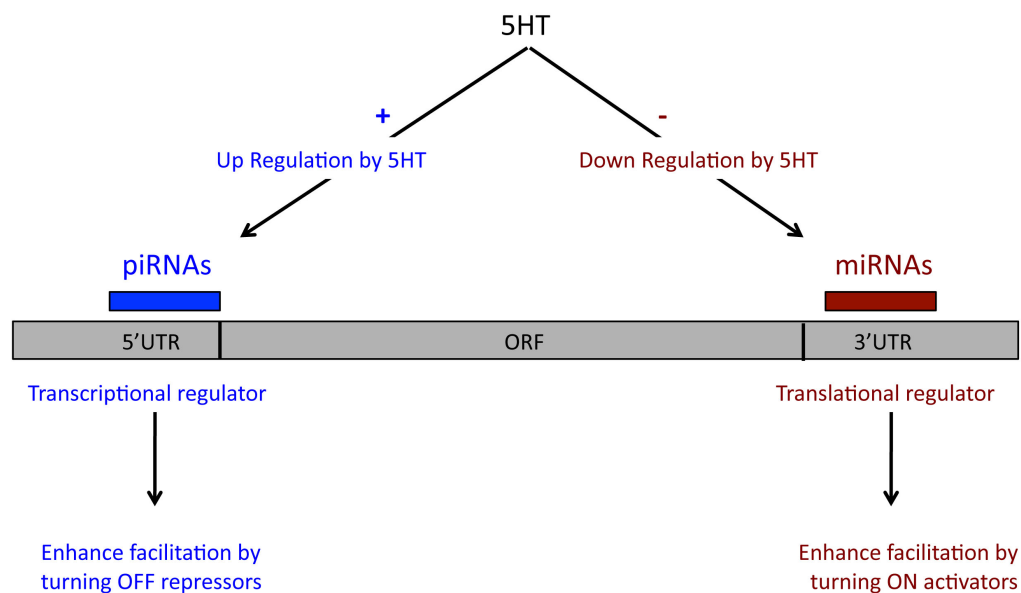 5HT
+
-
Up Regulation by 5HT
Down Regulation by 5HT
piRNAs
miRNAs
5’UTR
ORF
3’UTR
Transcriptional regulator
Translational regulator
Enhance facilitation by
turning OFF repressors
Enhance facilitation by
turning ON activators